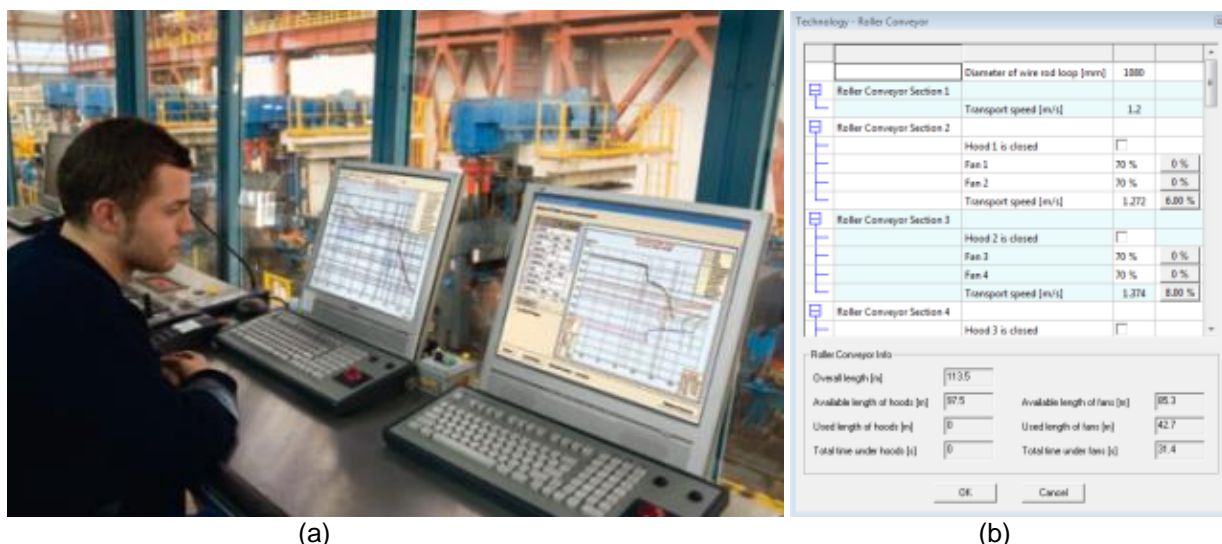 Technology - Roller Conveyor
Diameter of wire rod loop [mm] 1080
Roller Conveyor Section 1
Transport speed [m/s] 1.2
Roller Conveyor Section 2
Hood 1 is closed
Fan 1 70 % 0 %
Fan 2 70 % 0 %
Transport speed [m/s] 1.272 6.00 %
Roller Conveyor Section 3
Hood 2 is closed
Fan 3 70 % 0 %
Fan 4 70 % 0 %
Transport speed [m/s] 1.374 8.00 %
Roller Conveyor Section 4
Hood 3 is closed
Roller Conveyor Info
Overall length [m] 113.5
Available length of hoods [m] 97.5 Available length of fans [m] 85.3
Used length of hoods [m] 0 Used length of fans [m] 42.7
Total time under hoods [s] 0 Total time under fans [s] 31.4
OK Cancel
(a) (b)